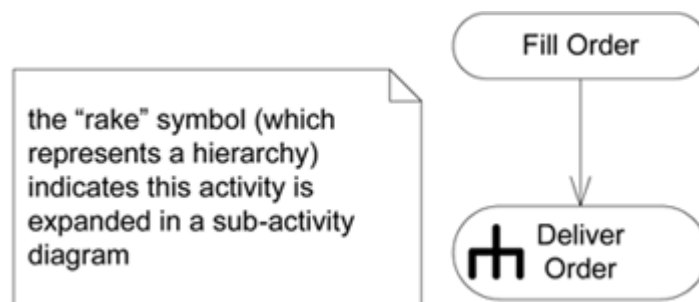 Fill Order
the “rake” symbol (which
represents a hierarchy)
indicates this activity is
expanded in a sub-activity
diagram
Deliver
Order